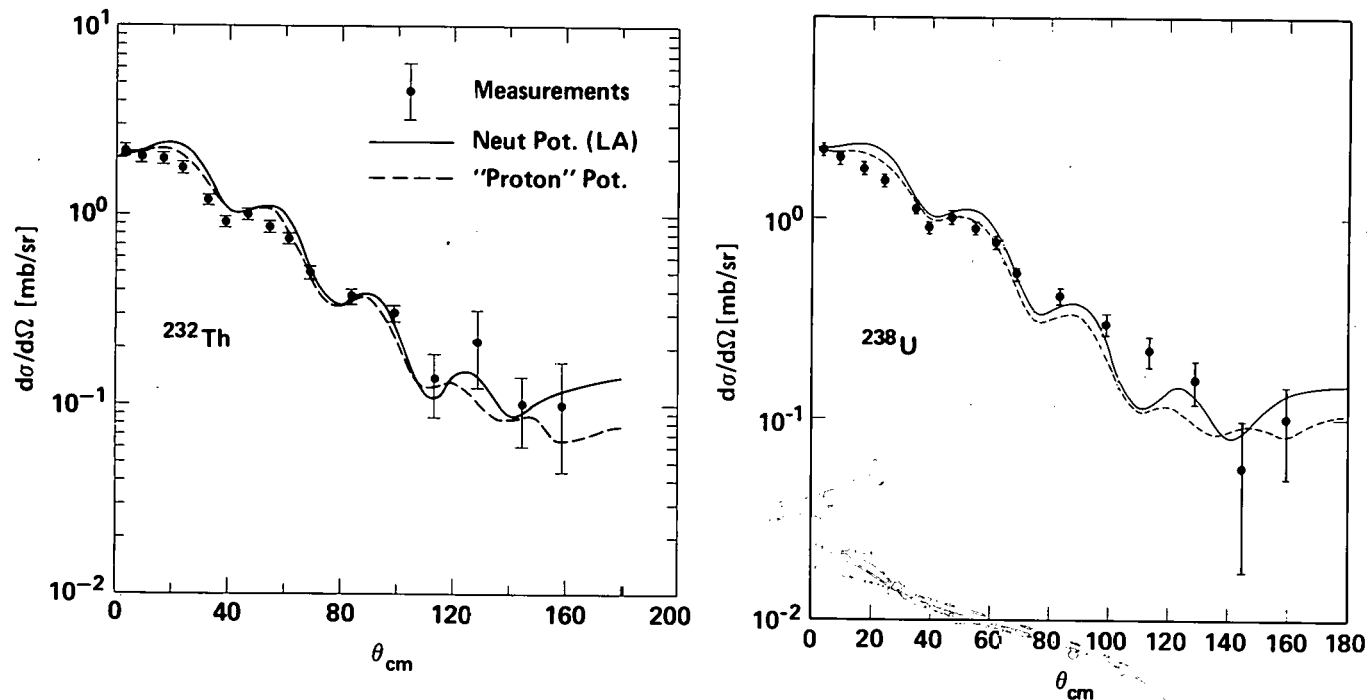 10^1
10^0
10^-1
10^-2
dσ/dΩ [mb/sr]
Measurements
Neut Pot. (LA)
"Proton" Pot.
^232Th
0 40 80 120 160 200
θ_cm
10^0
10^-1
10^-2
dσ/dΩ [mb/sr]
^238U
0 20 40 60 80 100 120 140 160 180
θ_cm